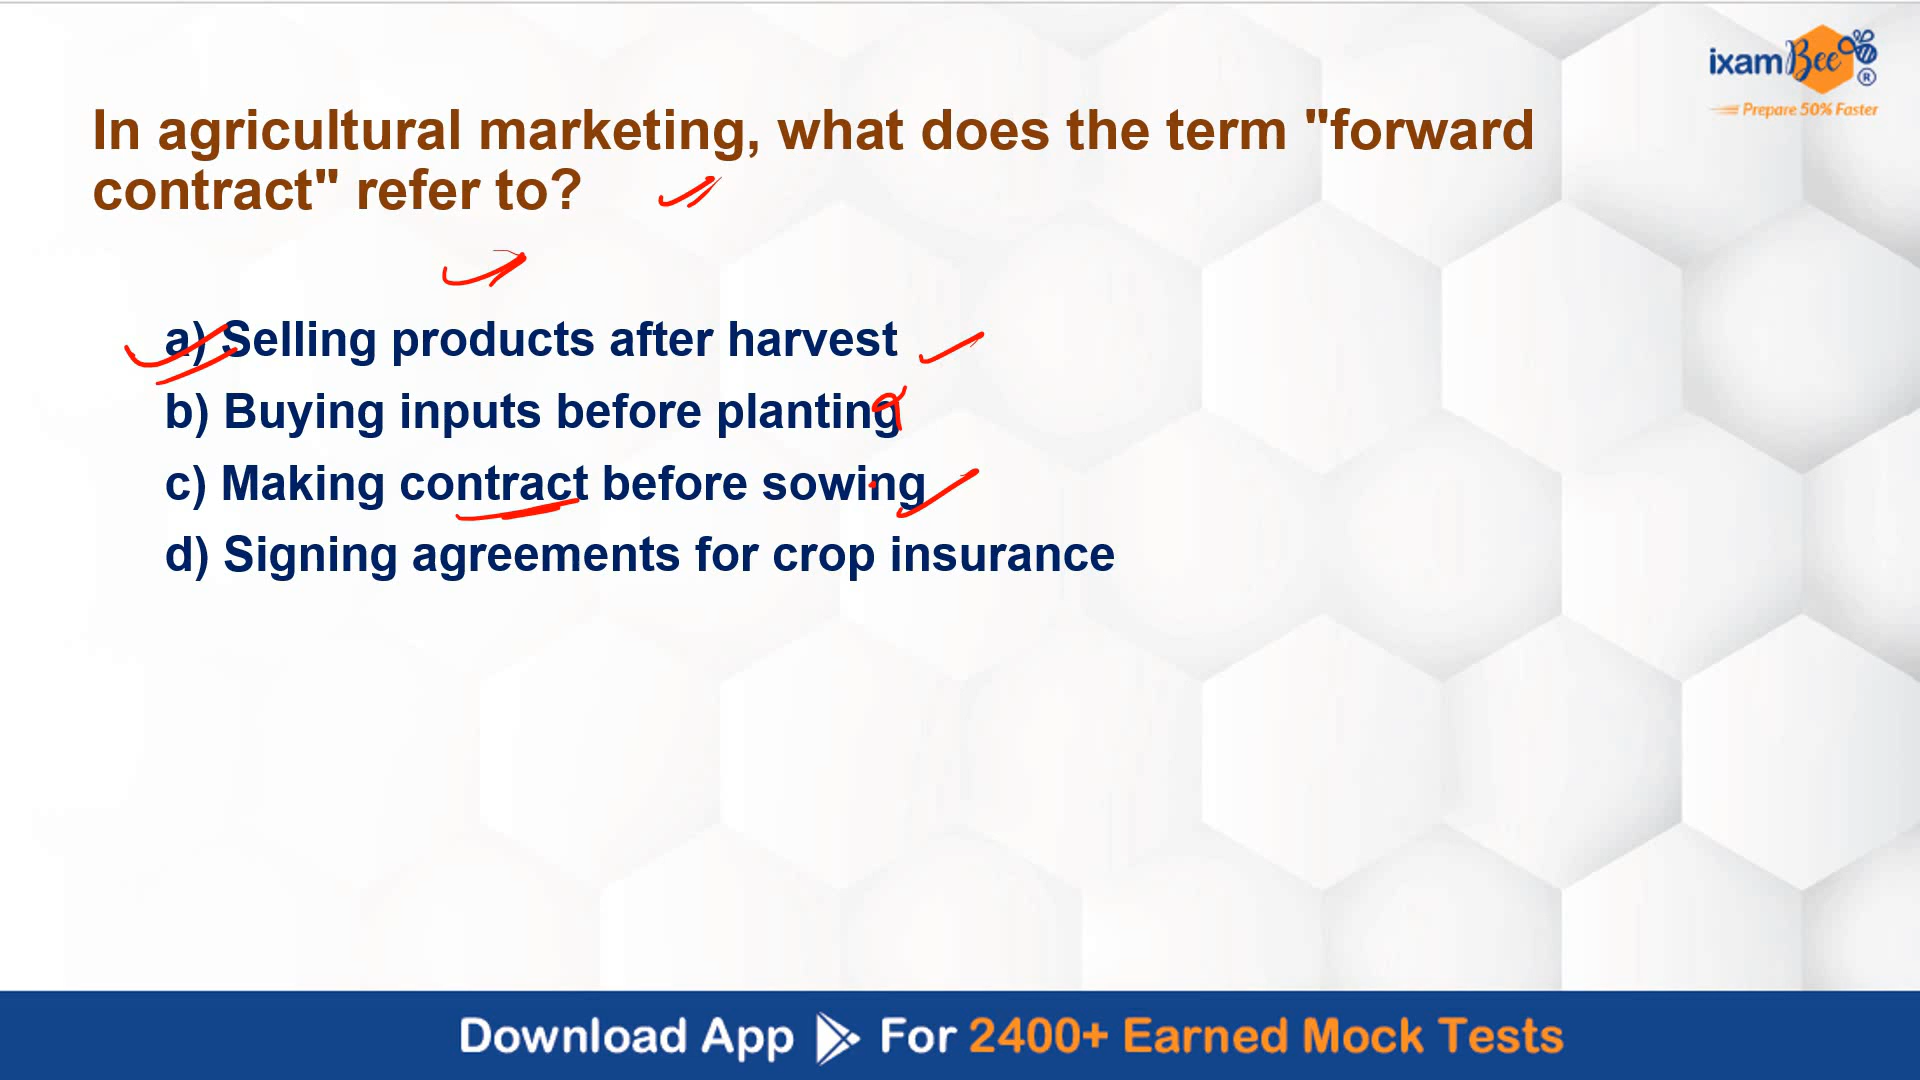 ixamBee®
Prepare 50% Faster
In agricultural marketing, what does the term "forward
contract" refer to?
a) Selling products after harvest
b) Buying inputs before planting
c) Making contract before sowing
d) Signing agreements for crop insurance
Download App For 2400+ Earned Mock Tests